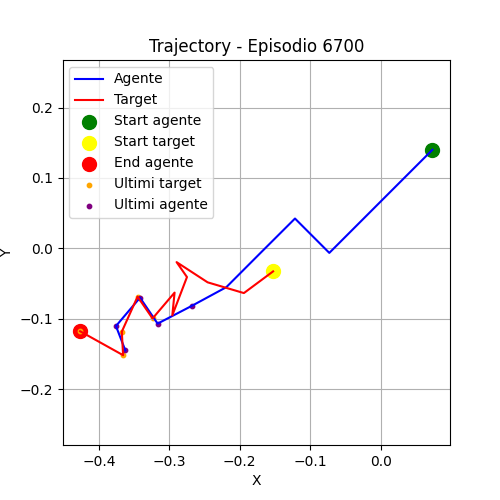 Trajectory - Episodio 6700
Agente
Target
Start agente
Start target
End agente
Ultimi target
Ultimi agente
0.2
0.1
0.0
−0.1
−0.2
Y
−0.4
−0.3
−0.2
−0.1
0.0
X